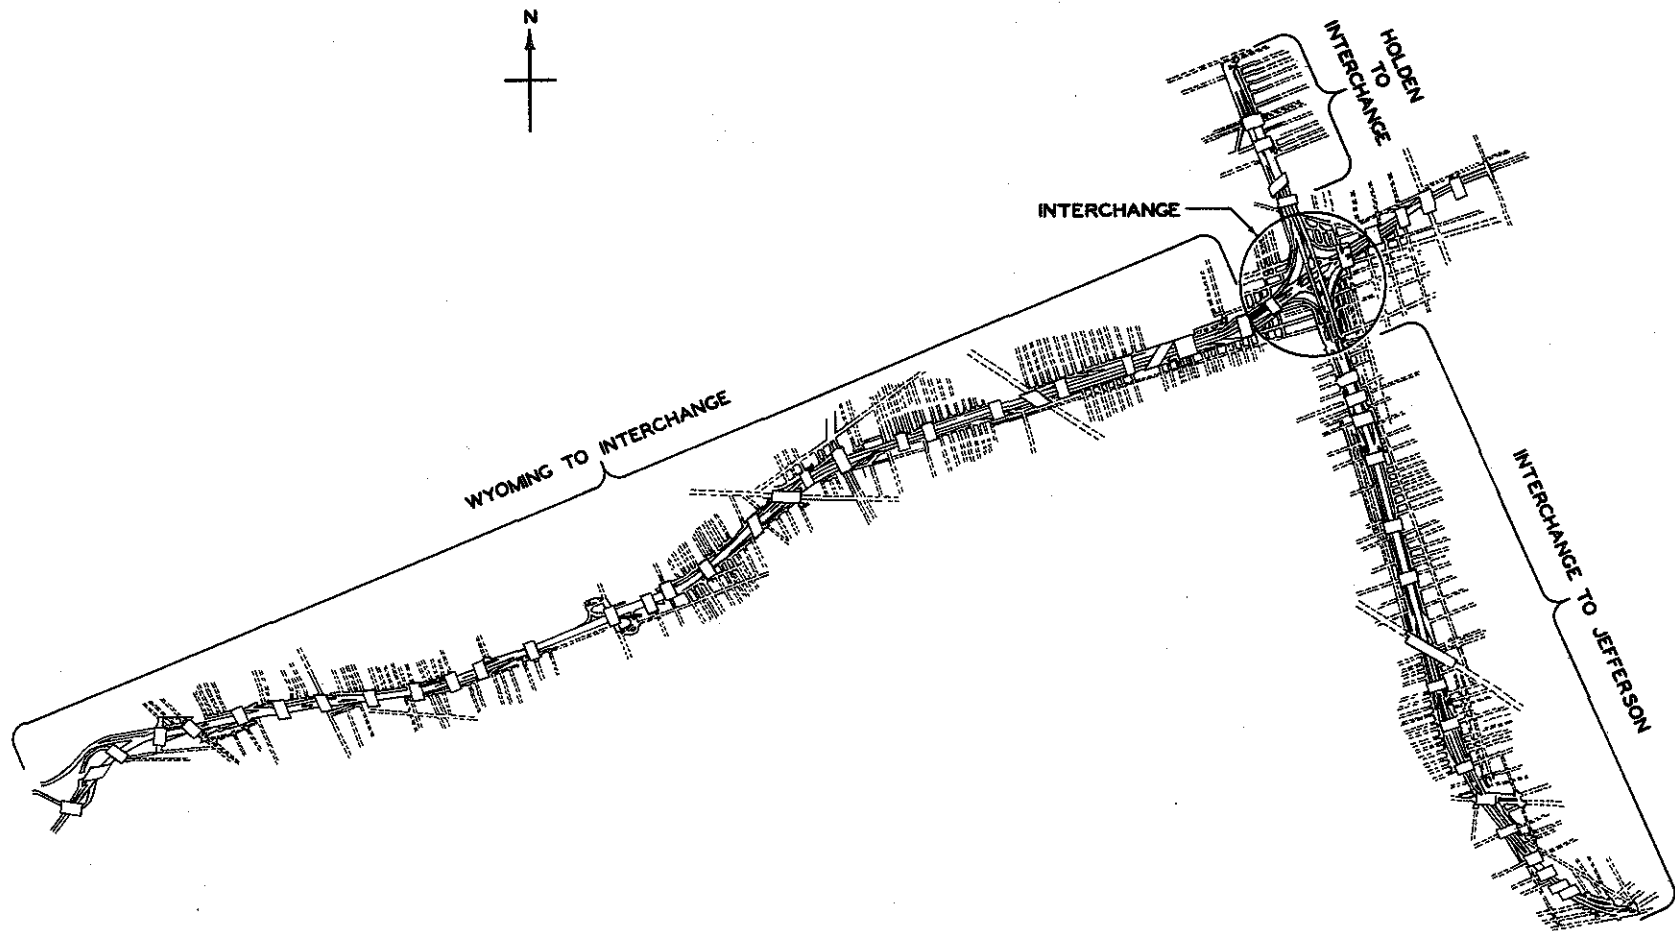 N
HOLDEN
TO
INTERCHANGE
INTERCHANGE
WYOMING TO INTERCHANGE
INTERCHANGE TO JEFFERSON